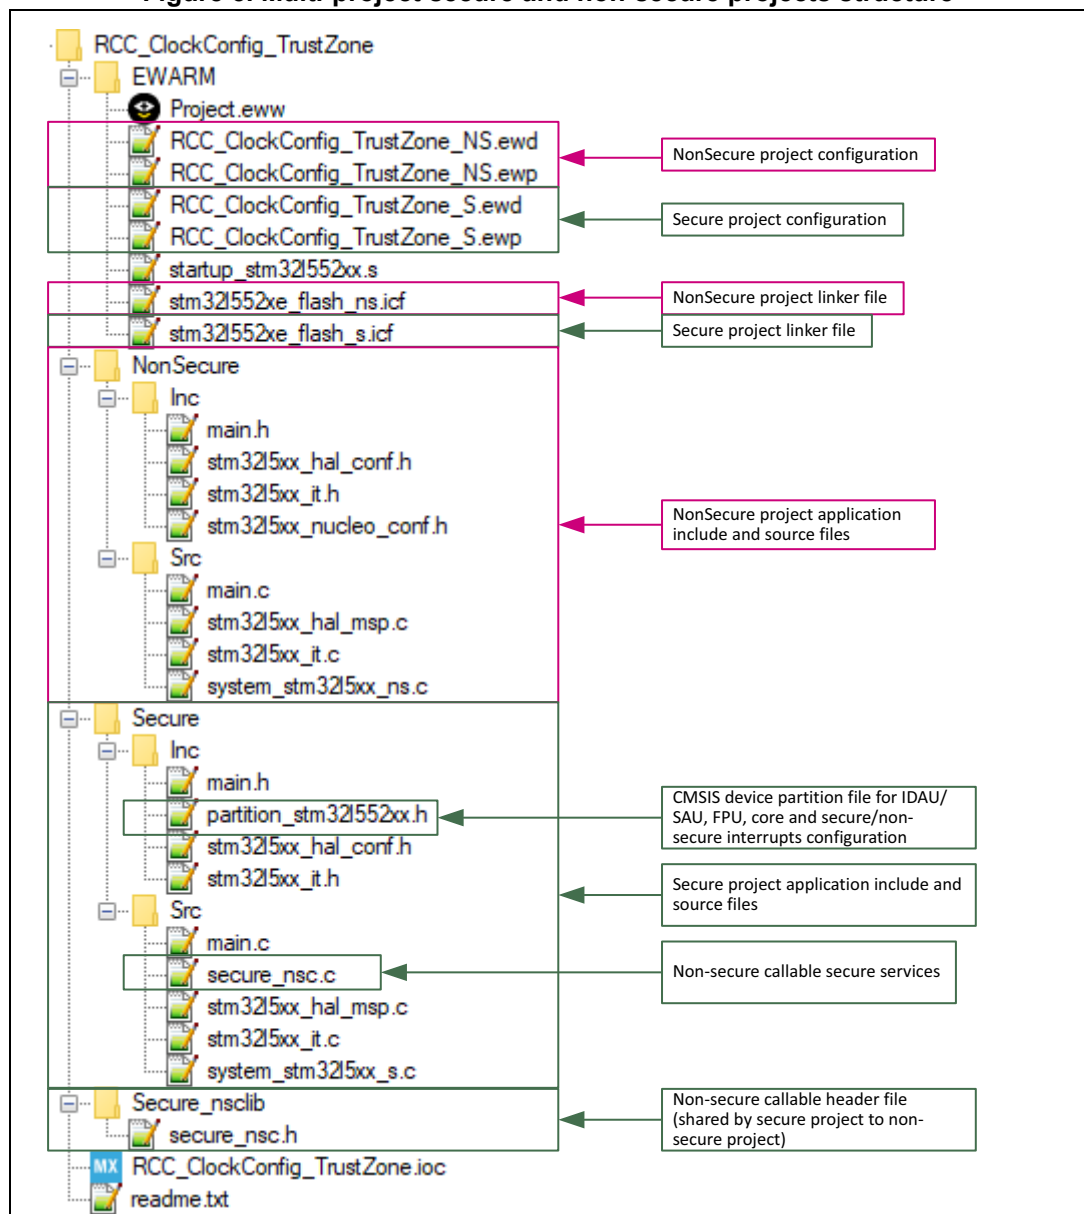 Figure 6. Multi-project secure and non-secure projects structure
RCC_ClockConfig_TrustZone
EWARM
Project.eww
RCC_ClockConfig_TrustZone_NS.ewd
RCC_ClockConfig_TrustZone_NS.ewp
NonSecure project configuration
RCC_ClockConfig_TrustZone_S.ewd
RCC_ClockConfig_TrustZone_S.ewp
Secure project configuration
startup_stm32l552xx.s
stm32l552xe_flash_ns.icf
NonSecure project linker file
stm32l552xe_flash_s.icf
Secure project linker file
NonSecure
Inc
main.h
stm32l5xx_hal_conf.h
stm32l5xx_it.h
stm32l5xx_nucleo_conf.h
NonSecure project application
include and source files
Src
main.c
stm32l5xx_hal_msp.c
stm32l5xx_it.c
system_stm32l5xx_ns.c
Secure
Inc
main.h
partition_stm32l552xx.h
CMSIS device partition file for IDAU/
SAU, FPU, core and secure/non-
secure interrupts configuration
stm32l5xx_hal_conf.h
stm32l5xx_it.h
Secure project application include and
source files
Src
main.c
secure_nsc.c
Non-secure callable secure services
stm32l5xx_hal_msp.c
stm32l5xx_it.c
system_stm32l5xx_s.c
Secure_nsclib
secure_nsc.h
Non-secure callable header file
(shared by secure project to non-
secure project)
MX RCC_ClockConfig_TrustZone.ioc
readme.txt